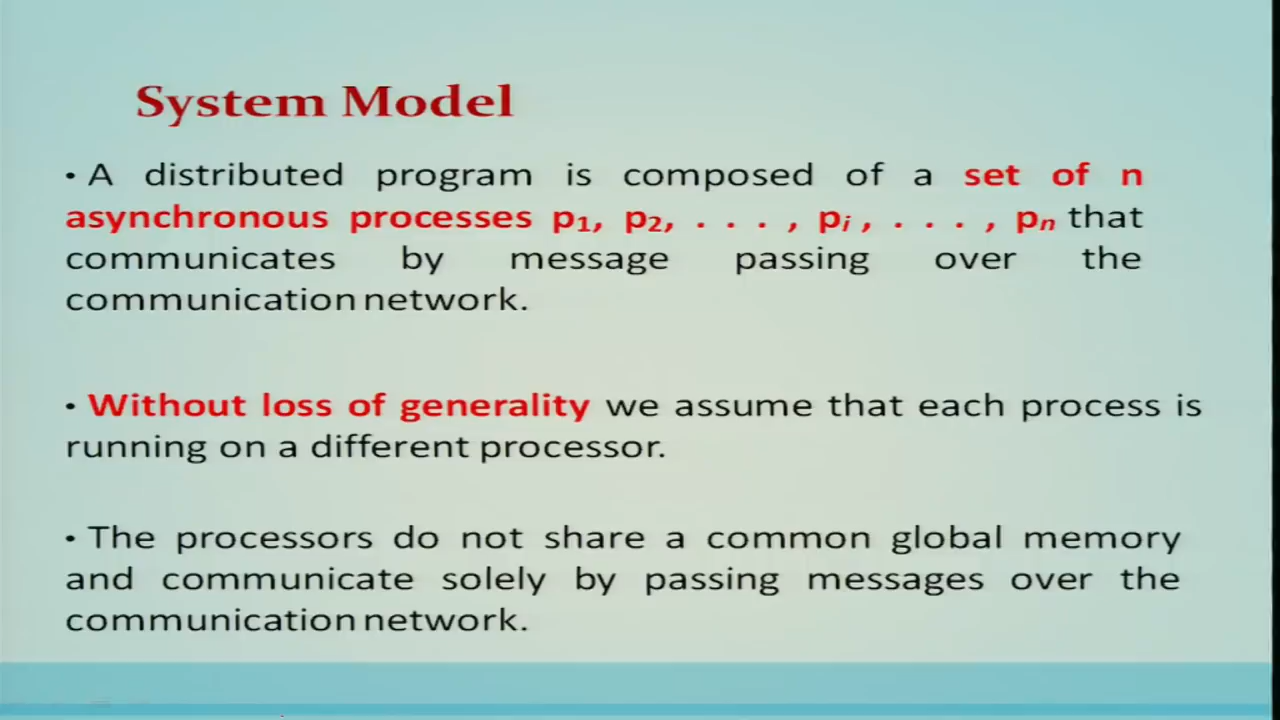 System Model
• A distributed program is composed of a set of n
asynchronous processes p1, p2, . . . , pi , . . . , pn that
communicates by message passing over the
communication network.
• Without loss of generality we assume that each process is
running on a different processor.
• The processors do not share a common global memory
and communicate solely by passing messages over the
communication network.